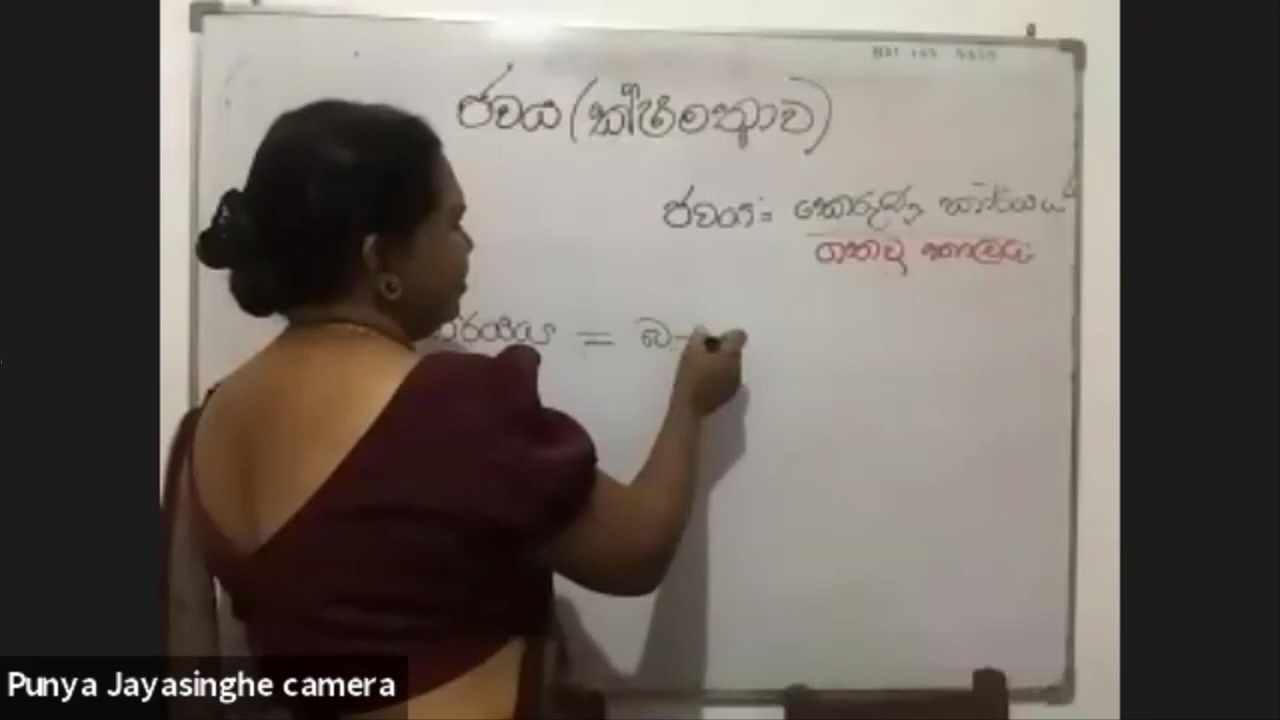 ජවය (ක්ෂමතාව)
ජවය = කෙරුණු කාර්යය
ගතවූ කාලය
= බ
Punya Jayasinghe camera